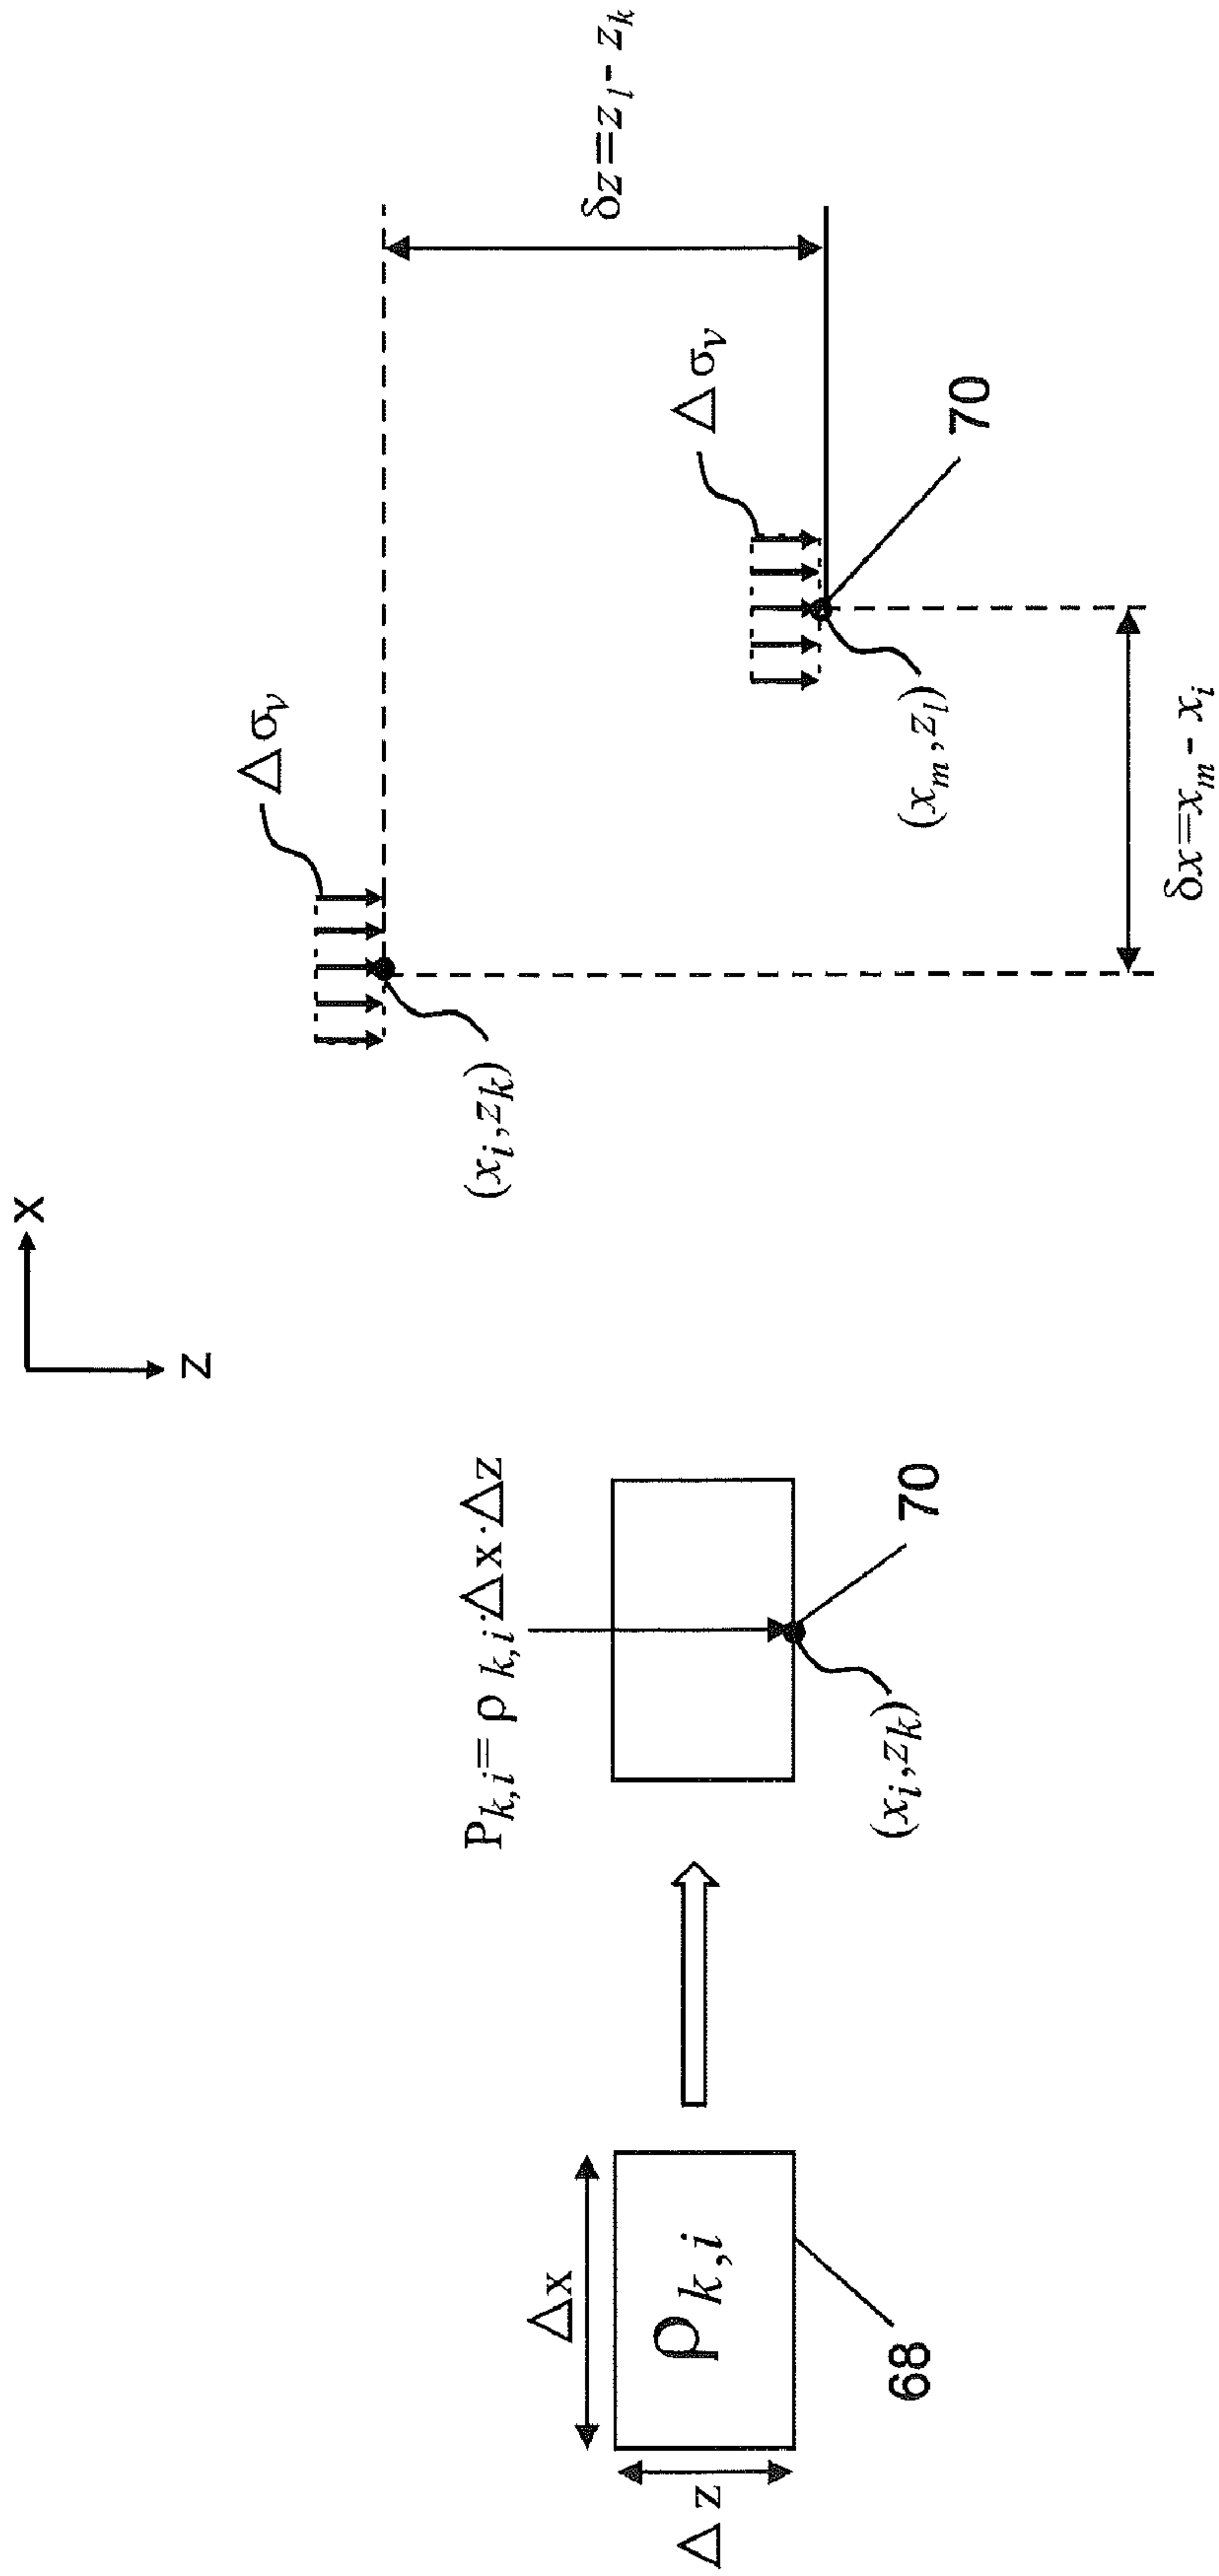 Δx
Δz
ρk,i
68
Pk,i= ρ k,i·Δx·Δz
(xi,zk)
70
x
z
Δσv
(xi,zk)
Δσv
(xm,zl)
70
δz=zl- zk
δx=xm- xi